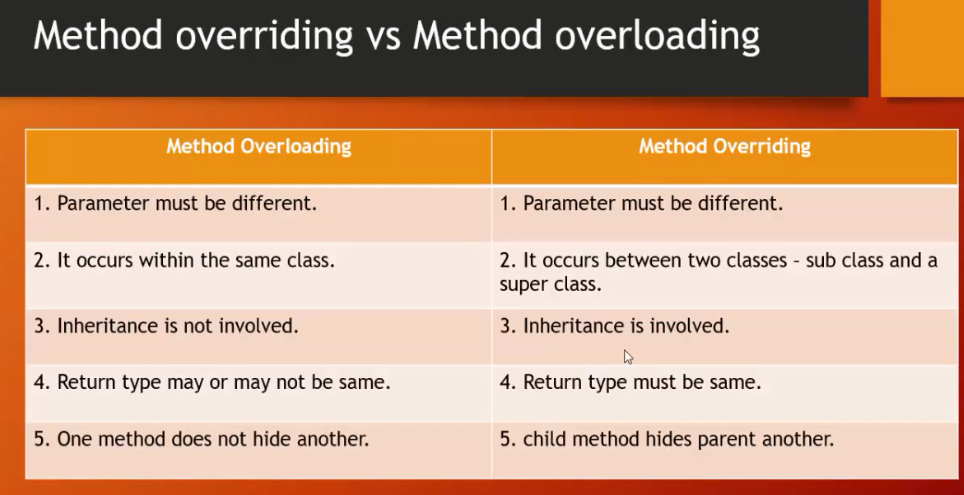 Method overriding vs Method overloading
Method Overloading
Method Overriding
1. Parameter must be different.
1. Parameter must be different.
2. It occurs within the same class.
2. It occurs between two classes – sub class and a
super class.
3. Inheritance is not involved.
3. Inheritance is involved.
4. Return type may or may not be same.
4. Return type must be same.
5. One method does not hide another.
5. child method hides parent another.